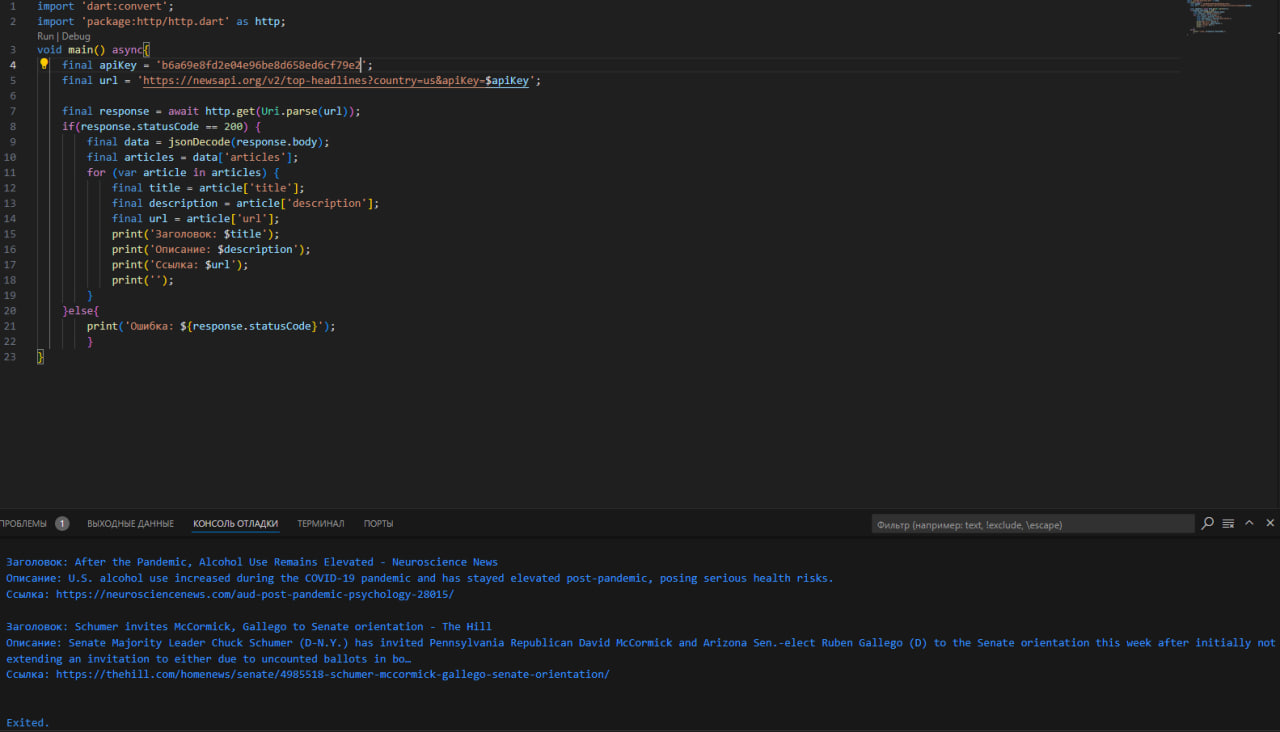 1 import 'dart:convert';
2 import 'package:http/http.dart' as http;
Run | Debug
3 void main() async{
4 final apiKey = 'b6a69e8fd2e04e96be8d658ed6cf79e2';
5 final url = 'https://newsapi.org/v2/top-headlines?country=us&apiKey=$apiKey';
6
7 final response = await http.get(Uri.parse(url));
8 if(response.statusCode == 200) {
9 final data = jsonDecode(response.body);
10 final articles = data['articles'];
11 for (var article in articles) {
12 final title = article['title'];
13 final description = article['description'];
14 final url = article['url'];
15 print('Заголовок: $title');
16 print('Описание: $description');
17 print('Ссылка: $url');
18 print('');
19 }
20 }else{
21 print('Ошибка: ${response.statusCode}');
22 }
23 }
ПРОБЛЕМЫ 1 ВЫХОДНЫЕ ДАННЫЕ КОНСОЛЬ ОТЛАДКИ ТЕРМИНАЛ ПОРТЫ Фильтр (например: text, !exclude, \escape)
Заголовок: After the Pandemic, Alcohol Use Remains Elevated - Neuroscience News
Описание: U.S. alcohol use increased during the COVID-19 pandemic and has stayed elevated post-pandemic, posing serious health risks.
Ссылка: https://neurosciencenews.com/aud-post-pandemic-psychology-28015/
Заголовок: Schumer invites McCormick, Gallego to Senate orientation - The Hill
Описание: Senate Majority Leader Chuck Schumer (D-N.Y.) has invited Pennsylvania Republican David McCormick and Arizona Sen.-elect Ruben Gallego (D) to the Senate orientation this week after initially not
extending an invitation to either due to uncounted ballots in bo…
Ссылка: https://thehill.com/homenews/senate/4985518-schumer-mccormick-gallego-senate-orientation/
Exited.